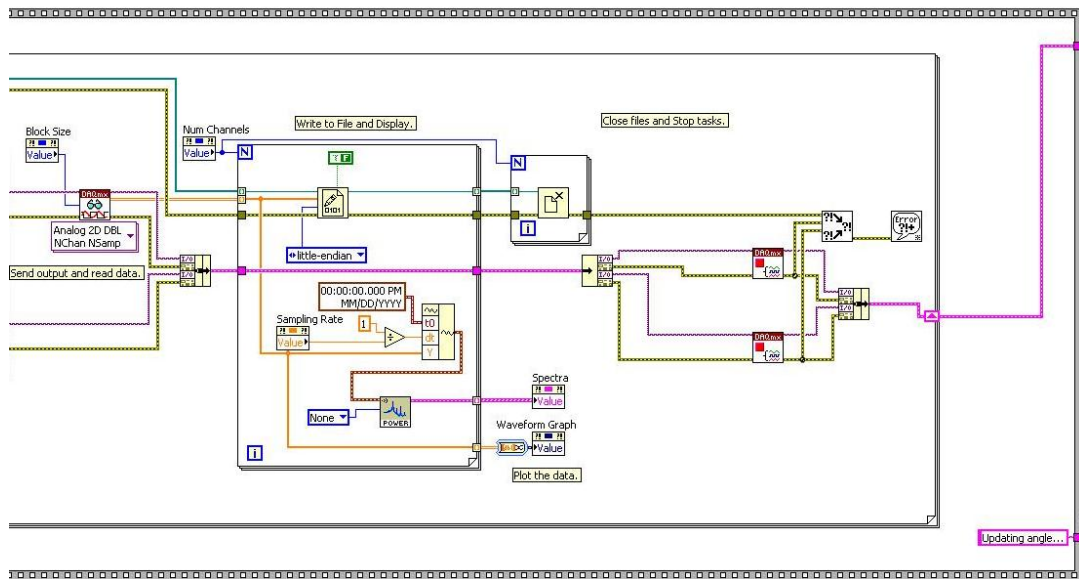 Block Size
Value
DAQmx
Analog 2D DBL
NChan NSamp
Send output and read data.
I/O
I/O
Num Channels
Value
N
Write to File and Display.
F
0101
little-endian
00:00:00.000 PM
MM/DD/YYYY
Sampling Rate
Value
1
t0
dt
Y
None
POWER
i
Spectra
Value
Waveform Graph
Value
Plot the data.
Close files and Stop tasks.
N
i
I/O
I/O
DAQmx
DAQmx
?!
?!
?!
Error
?!+
I/O
I/O
Updating angle...